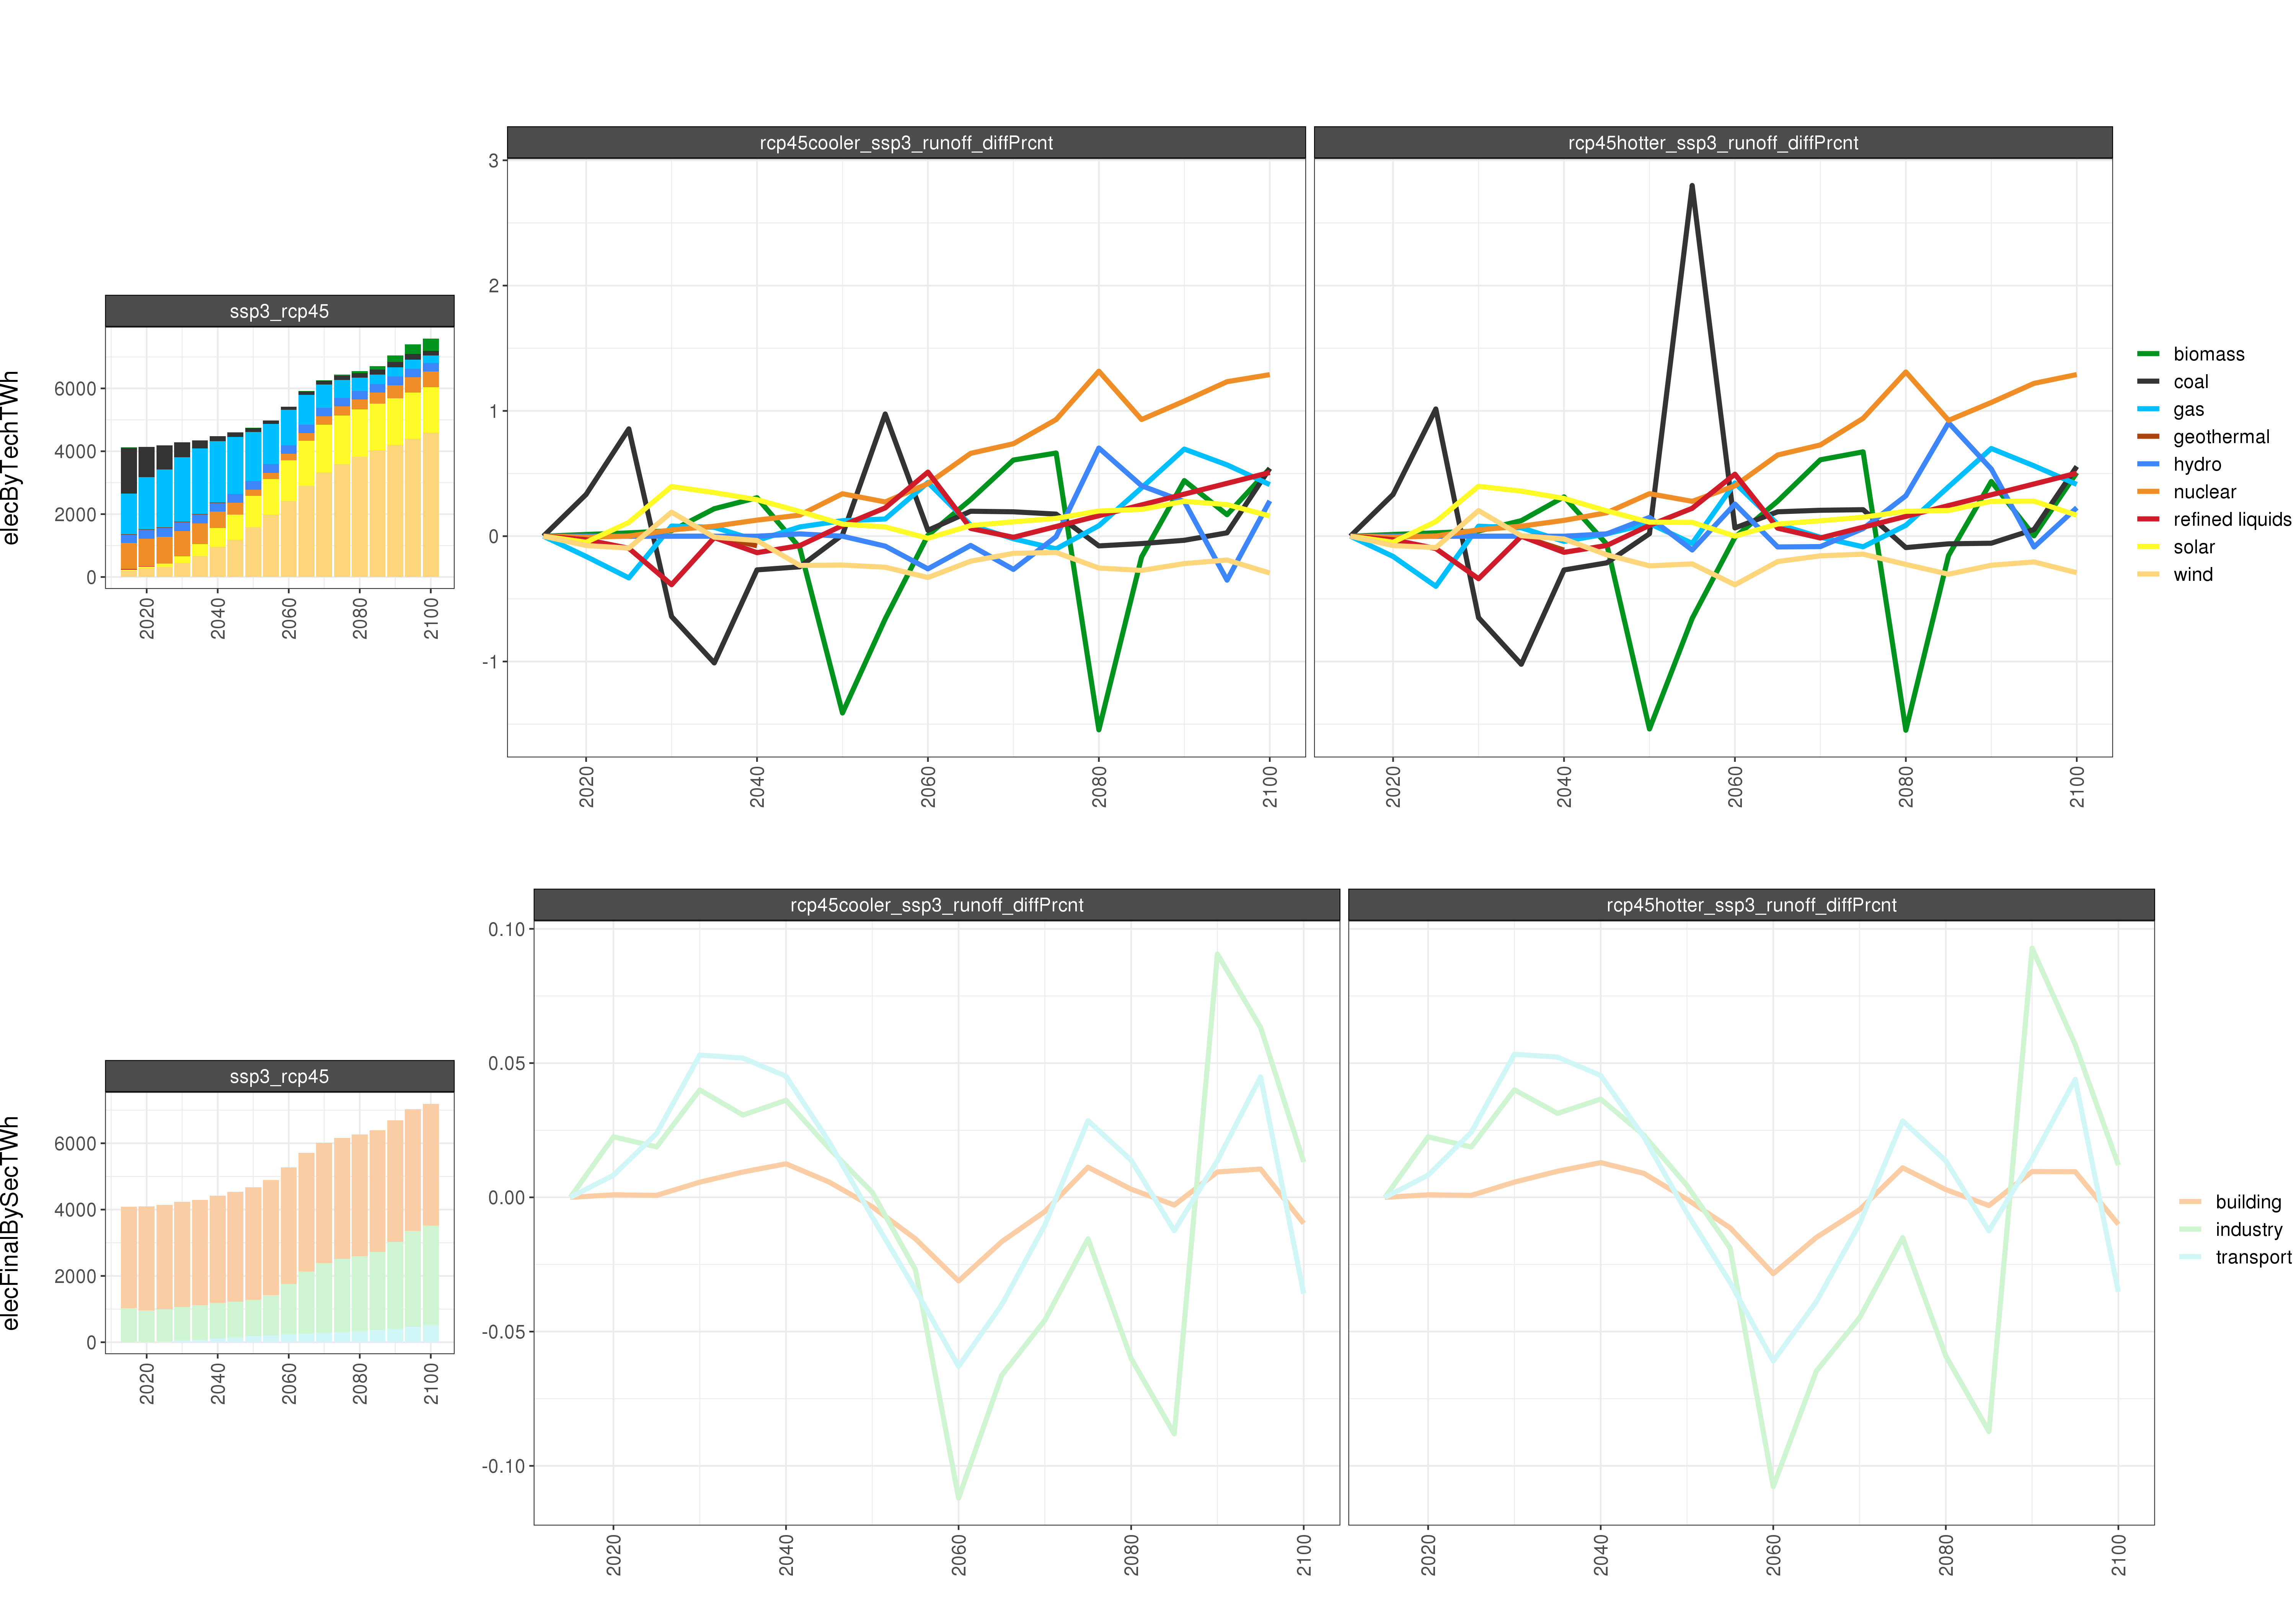 rcp45cooler_ssp3_runoff_diffPrcnt
rcp45hotter_ssp3_runoff_diffPrcnt
ssp3_rcp45
elecByTechTWh
6000
4000
2000
0
2020
2040
2060
2080
2100
3
2
1
0
-1
2020
2040
2060
2080
2100
2020
2040
2060
2080
2100
biomass
coal
gas
geothermal
hydro
nuclear
refined liquids
solar
wind
rcp45cooler_ssp3_runoff_diffPrcnt
rcp45hotter_ssp3_runoff_diffPrcnt
ssp3_rcp45
elecFinalBySecTWh
6000
4000
2000
0
2020
2040
2060
2080
2100
0.10
0.05
0.00
-0.05
-0.10
2020
2040
2060
2080
2100
2020
2040
2060
2080
2100
building
industry
transport